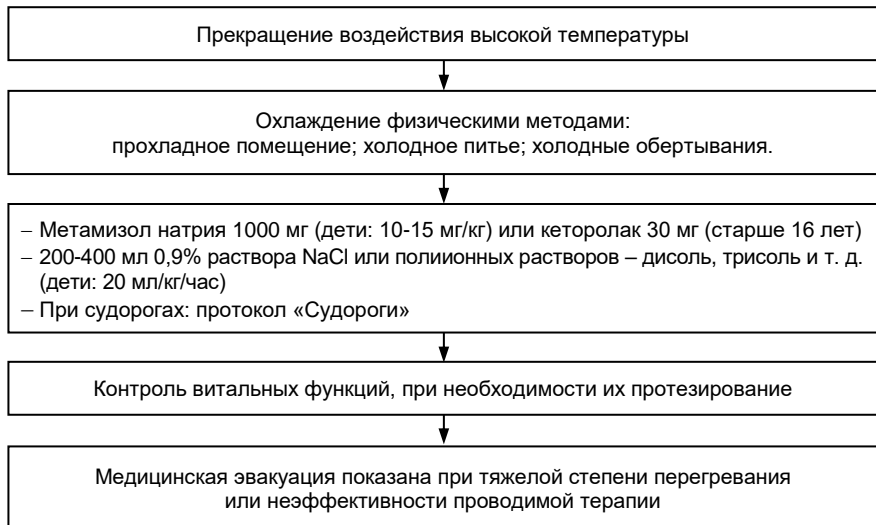 Прекращение воздействия высокой температуры
Охлаждение физическими методами:
прохладное помещение; холодное питье; холодные обертывания.
– Метамизол натрия 1000 мг (дети: 10-15 мг/кг) или кеторолак 30 мг (старше 16 лет)
– 200-400 мл 0,9% раствора NaCl или полиионных растворов – дисоль, трисоль и т. д.
(дети: 20 мл/кг/час)
– При судорогах: протокол «Судороги»
Контроль витальных функций, при необходимости их протезирование
Медицинская эвакуация показана при тяжелой степени перегревания
или неэффективности проводимой терапии